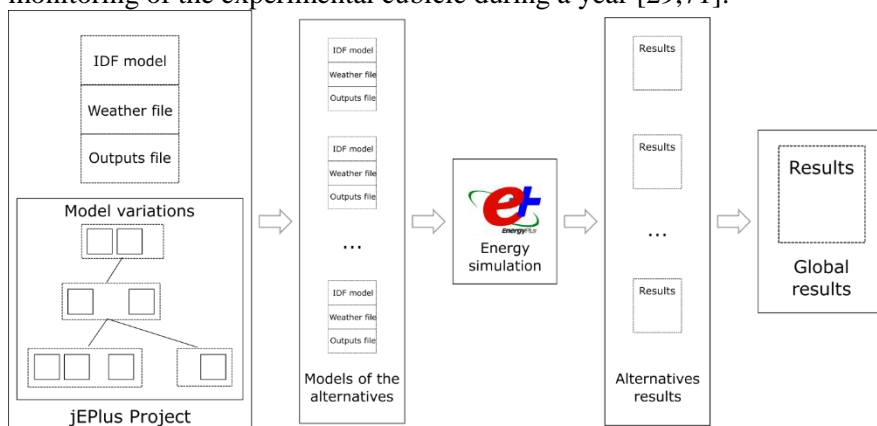 monitoring of the experimental cubicle during a year [29,71].
IDF model
Weather file
Outputs file
Model variations
jEPlus Project
IDF model
Weather file
Outputs file
IDF model
Weather file
Outputs file
...
IDF model
Weather file
Outputs file
Models of the
alternatives
e+
EnergyPlus
Energy
simulation
Results
Results
...
Results
Alternatives
results
Results
Global
results